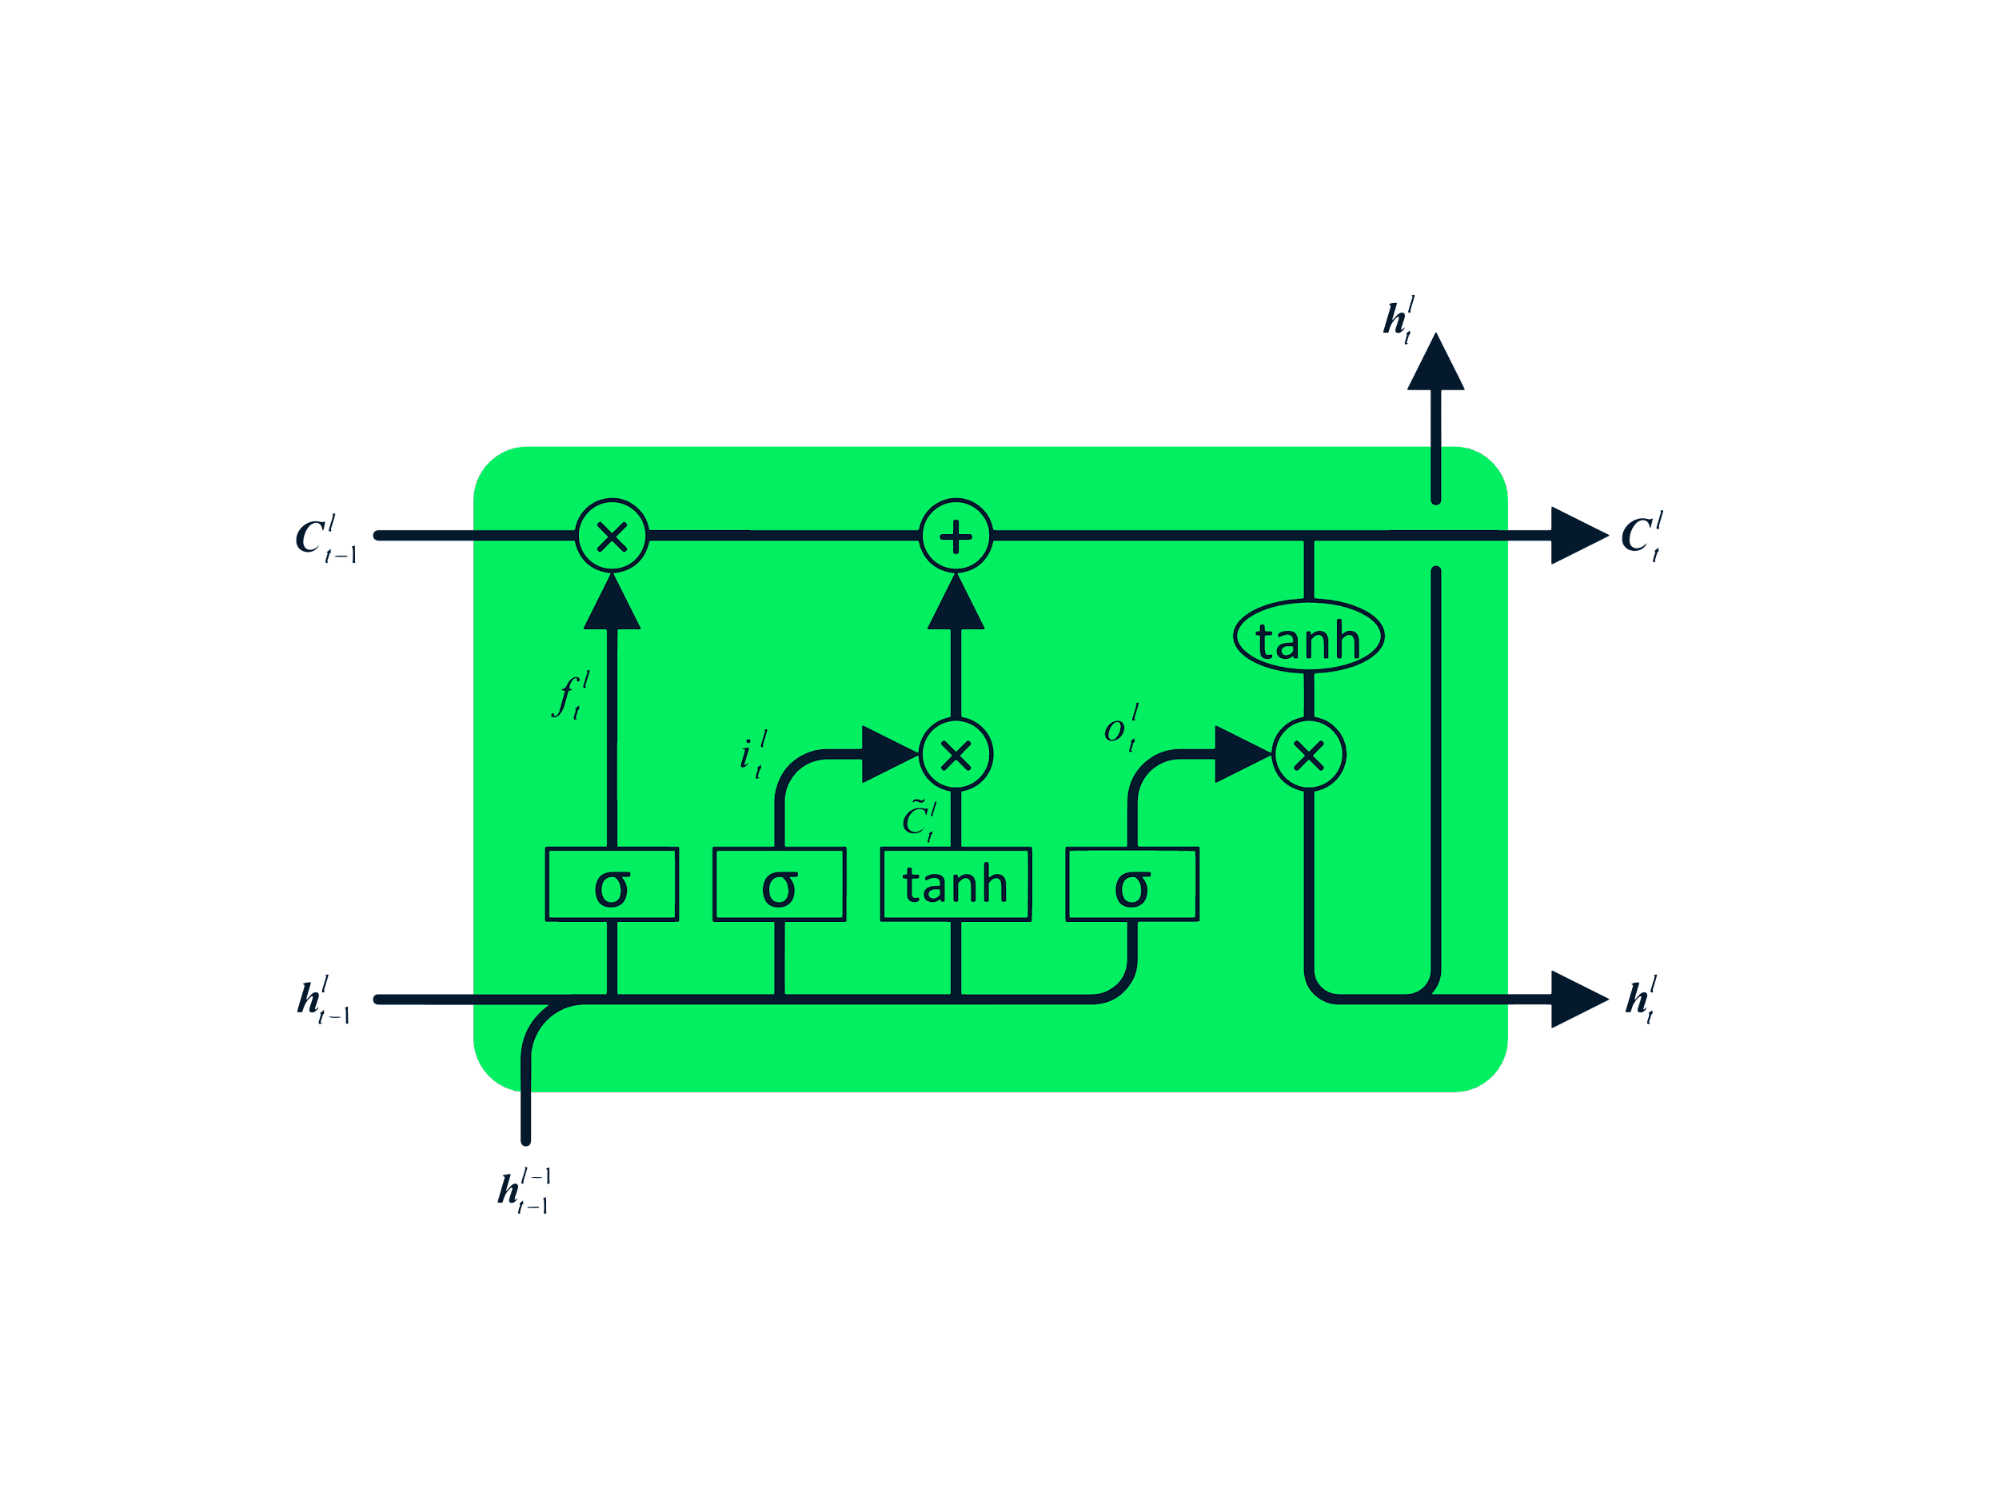 h_t^l
C_{t-1}^l × + C_t^l
tanh
f_t^l
i_t^l × o_t^l ×
C̃_t^l
σ σ tanh σ
h_{t-1}^l h_t^l
h_{t-1}^{l-1}